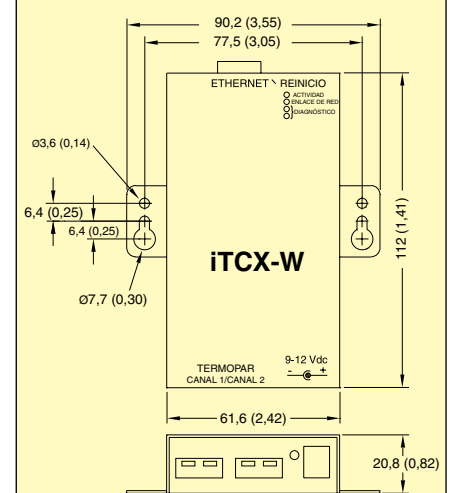 90,2 (3,55)
77,5 (3,05)
ETHERNET REINICIO
ACTIVIDAD
ENLACE DE RED
DIAGNÓSTICO
Ø3,6 (0,14)
6,4 (0,25)
6,4 (0,25)
112 (1,41)
iTCX-W
Ø7,7 (0,30)
9-12 Vdc
- +
TERMOPAR
CANAL 1/CANAL 2
61,6 (2,42)
20,8 (0,82)